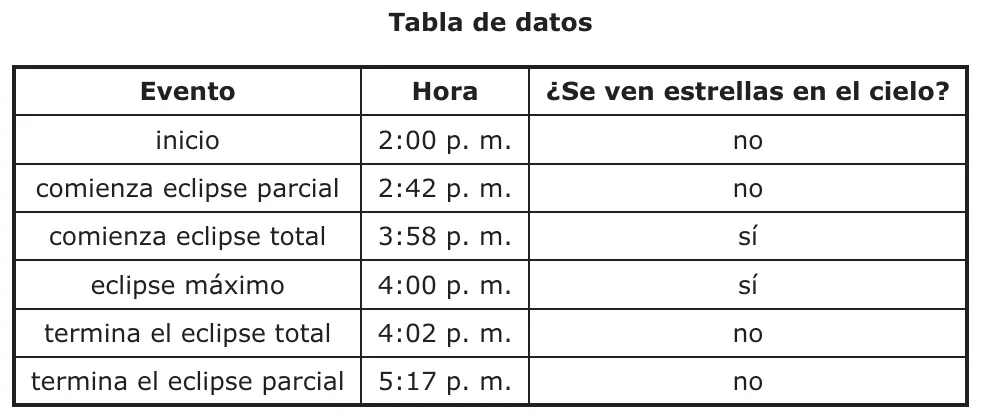 Tabla de datos
Evento Hora ¿Se ven estrellas en el cielo?
inicio 2:00 p. m. no
comienza eclipse parcial 2:42 p. m. no
comienza eclipse total 3:58 p. m. sí
eclipse máximo 4:00 p. m. sí
termina el eclipse total 4:02 p. m. no
termina el eclipse parcial 5:17 p. m. no